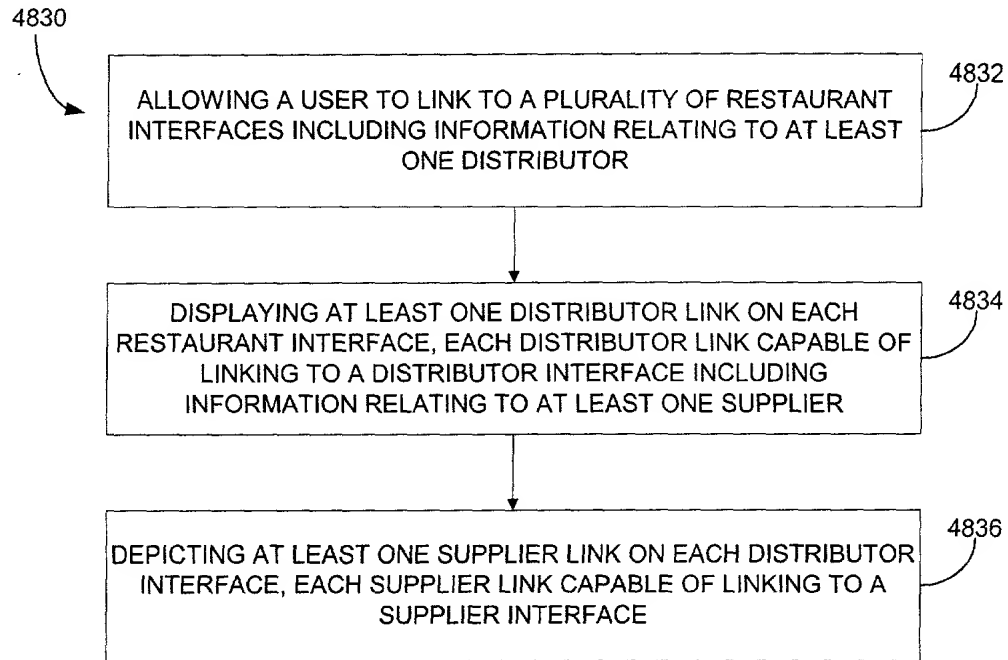 4830
4832
ALLOWING A USER TO LINK TO A PLURALITY OF RESTAURANT
INTERFACES INCLUDING INFORMATION RELATING TO AT LEAST
ONE DISTRIBUTOR
4834
DISPLAYING AT LEAST ONE DISTRIBUTOR LINK ON EACH
RESTAURANT INTERFACE, EACH DISTRIBUTOR LINK CAPABLE OF
LINKING TO A DISTRIBUTOR INTERFACE INCLUDING
INFORMATION RELATING TO AT LEAST ONE SUPPLIER
4836
DEPICTING AT LEAST ONE SUPPLIER LINK ON EACH DISTRIBUTOR
INTERFACE, EACH SUPPLIER LINK CAPABLE OF LINKING TO A
SUPPLIER INTERFACE